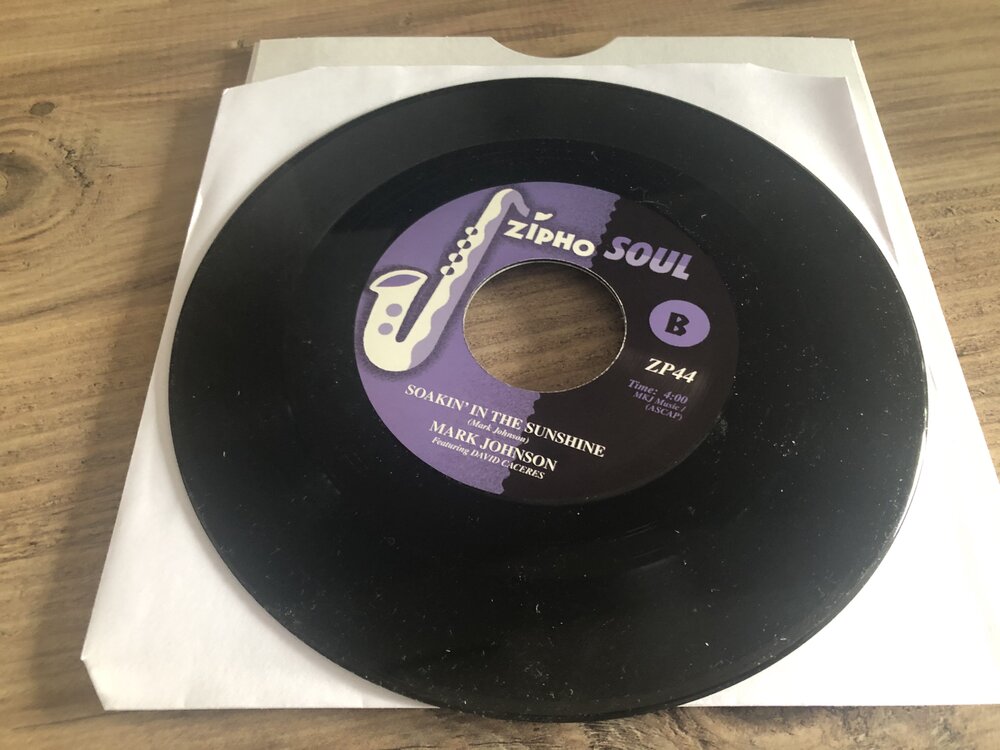 ZIPHO SOUL
B
ZP44
Time: 4:00
MKJ Music /
(ASCAP)
SOAKIN' IN THE SUNSHINE
(Mark Johnson)
MARK JOHNSON
Featuring DAVID CACERES